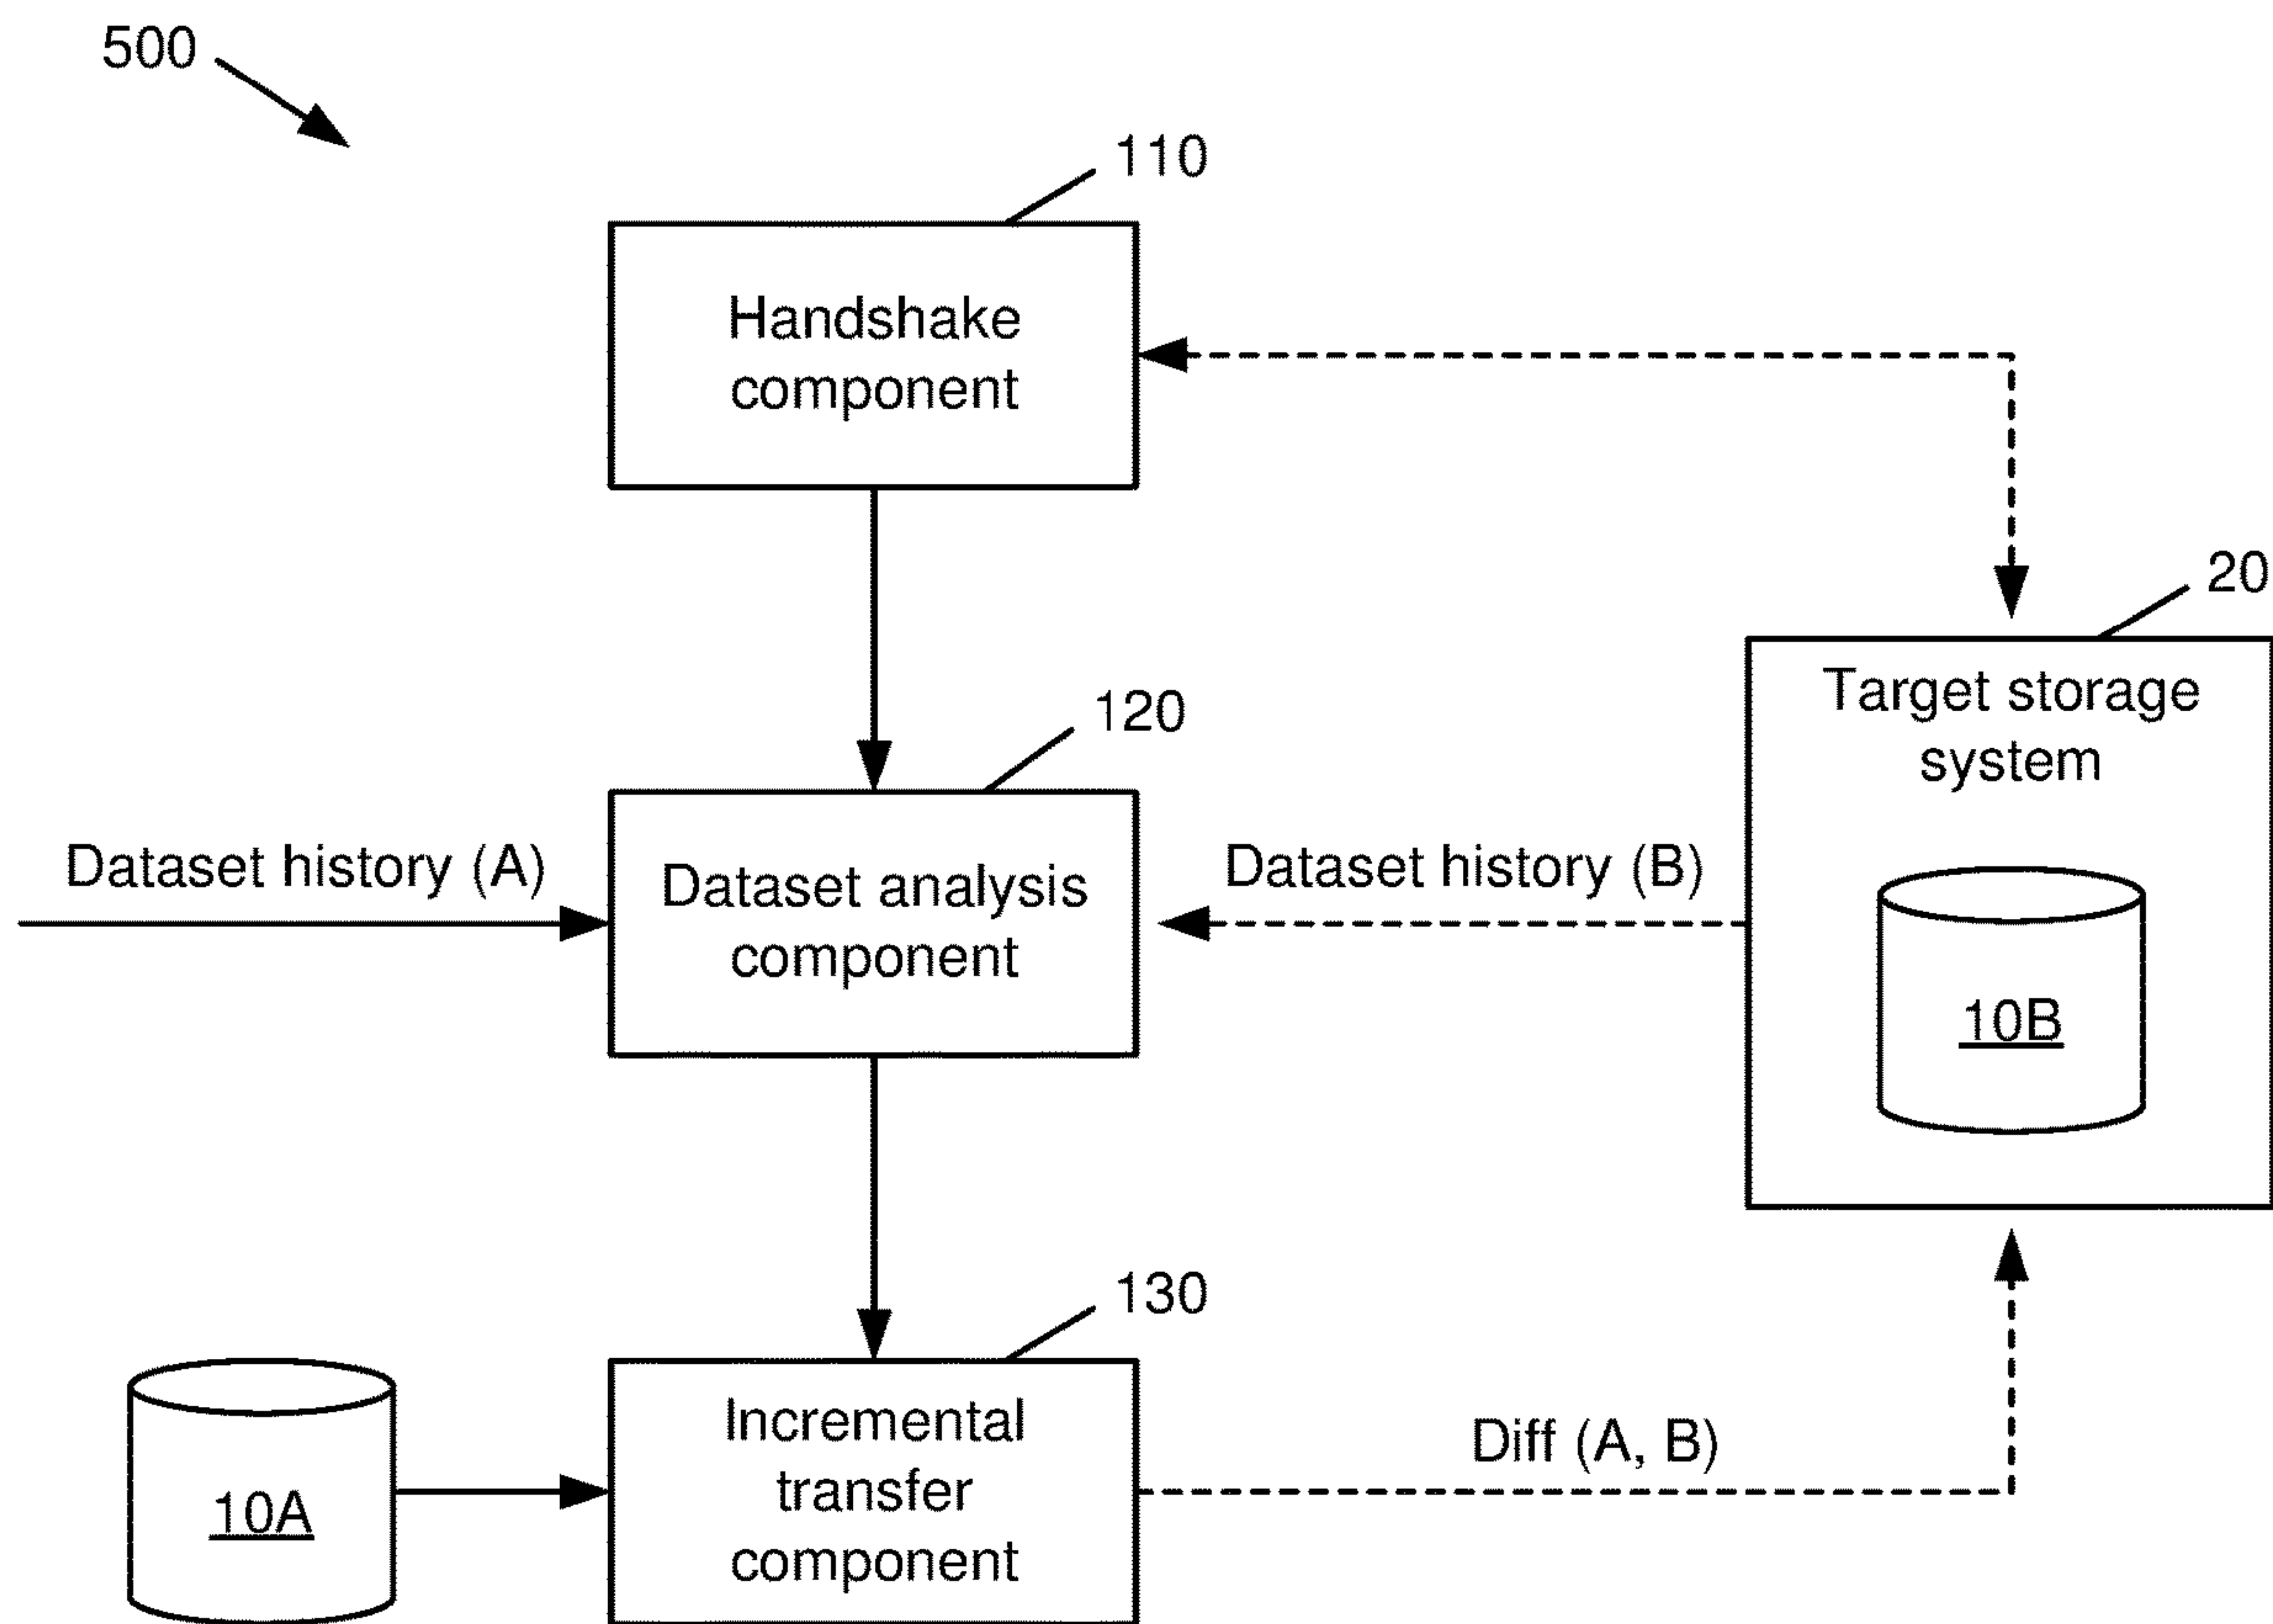 500
110
Handshake
component
20
Target storage
system
120
Dataset history (A)
Dataset analysis
component
Dataset history (B)
10B
130
Incremental
transfer
component
10A
Diff (A, B)